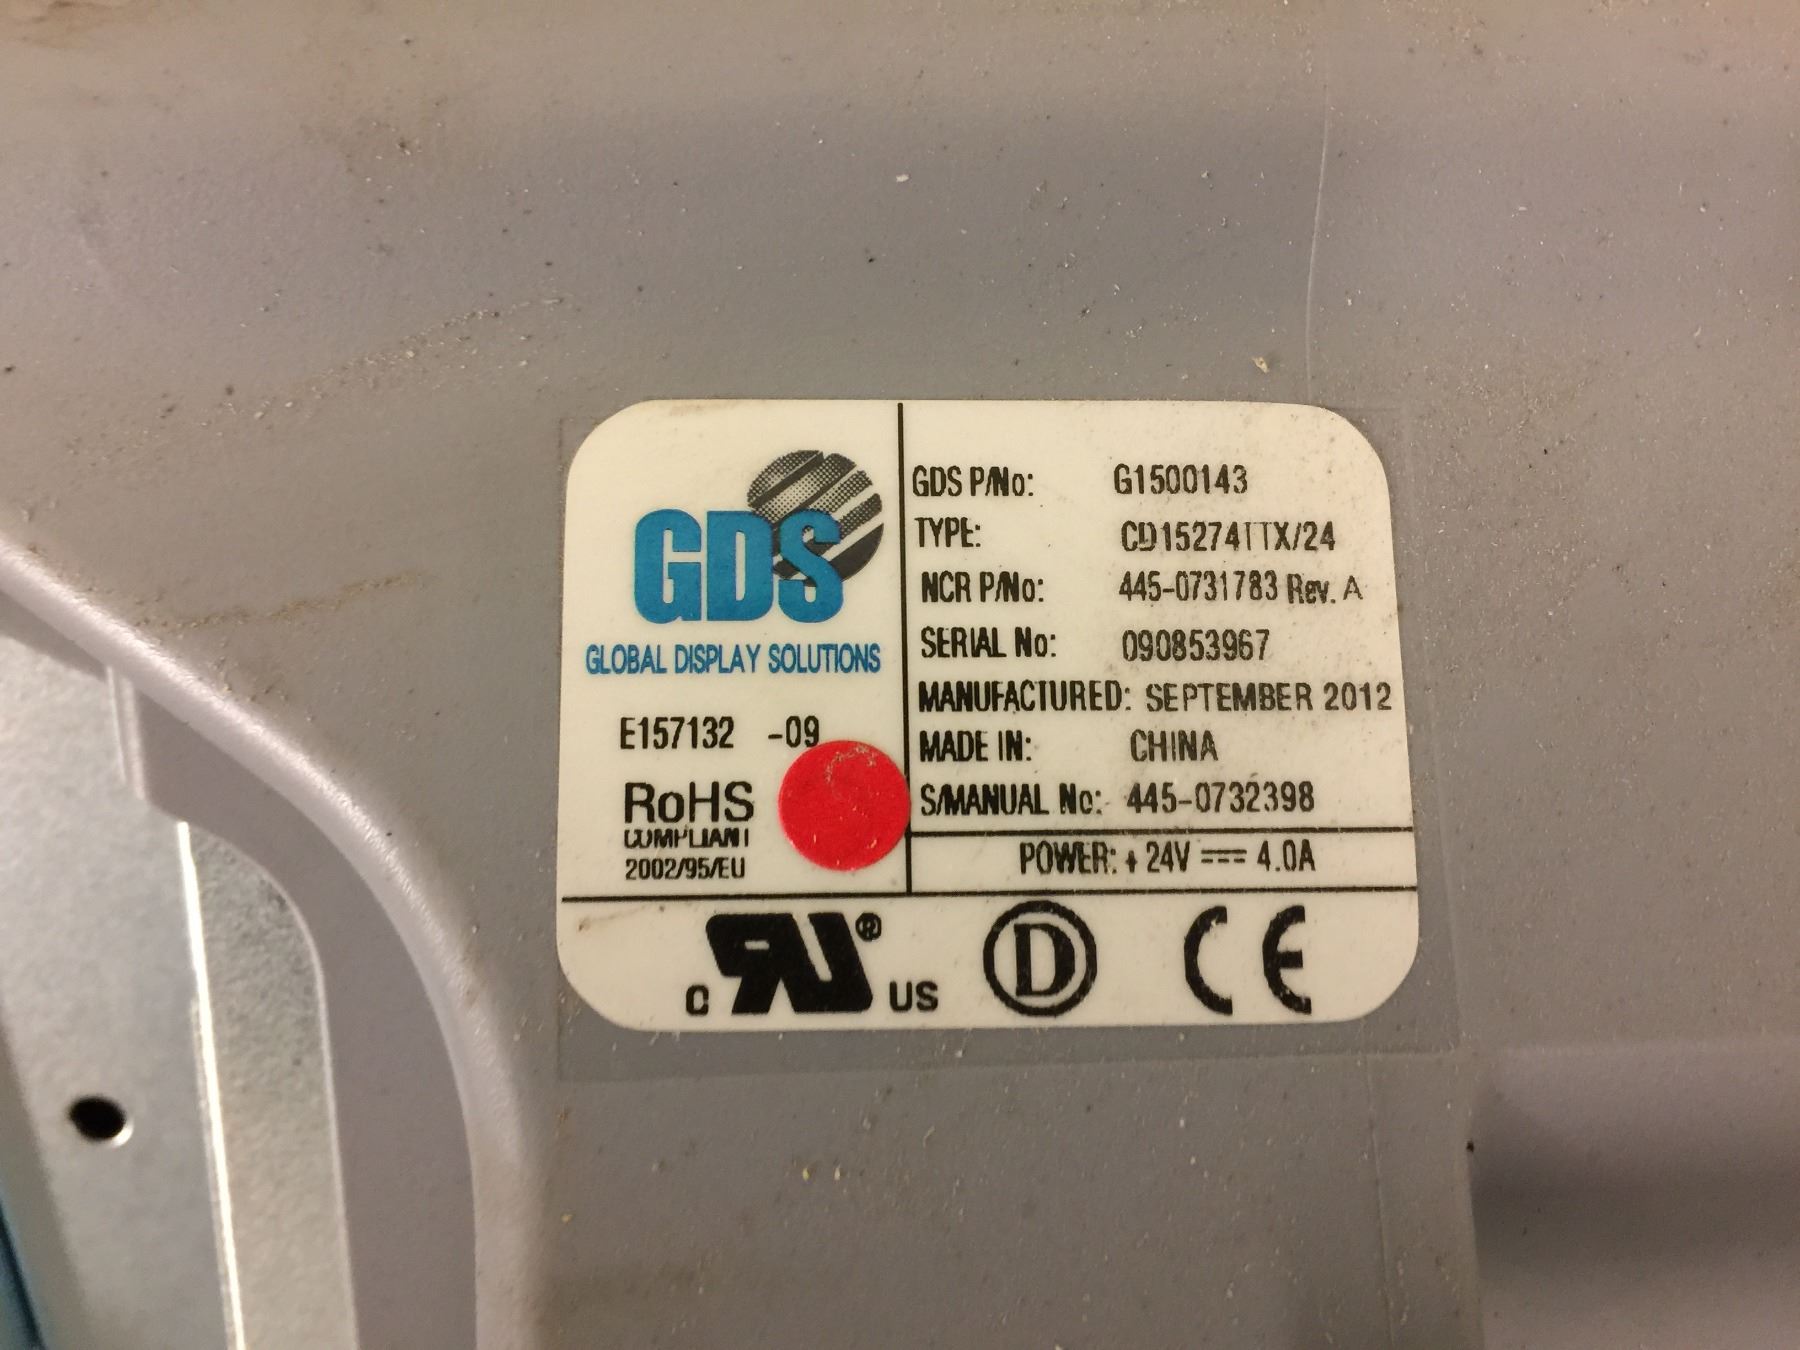 GDS
GLOBAL DISPLAY SOLUTIONS
E157132 -09
RoHS
COMPLIANT
2002/95/EU
GDS P/No: G1500143
TYPE: CD15274TTX/24
NCR P/No: 445-0731783 Rev. A
SERIAL No: 090853967
MANUFACTURED: SEPTEMBER 2012
MADE IN: CHINA
S/MANUAL No: 445-0732398
POWER: + 24V ⎓ 4.0A
C RU® US D CE